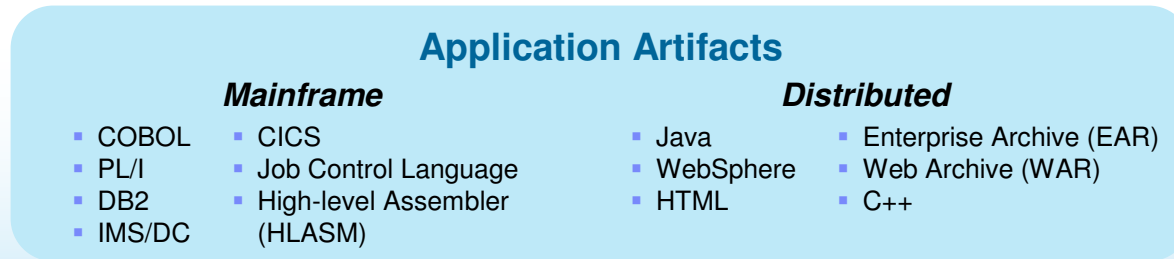 Application Artifacts
Mainframe
▪ COBOL
▪ PL/I
▪ DB2
▪ IMS/DC
▪ CICS
▪ Job Control Language
▪ High-level Assembler
(HLASM)
Distributed
▪ Java
▪ WebSphere
▪ HTML
▪ Enterprise Archive (EAR)
▪ Web Archive (WAR)
▪ C++